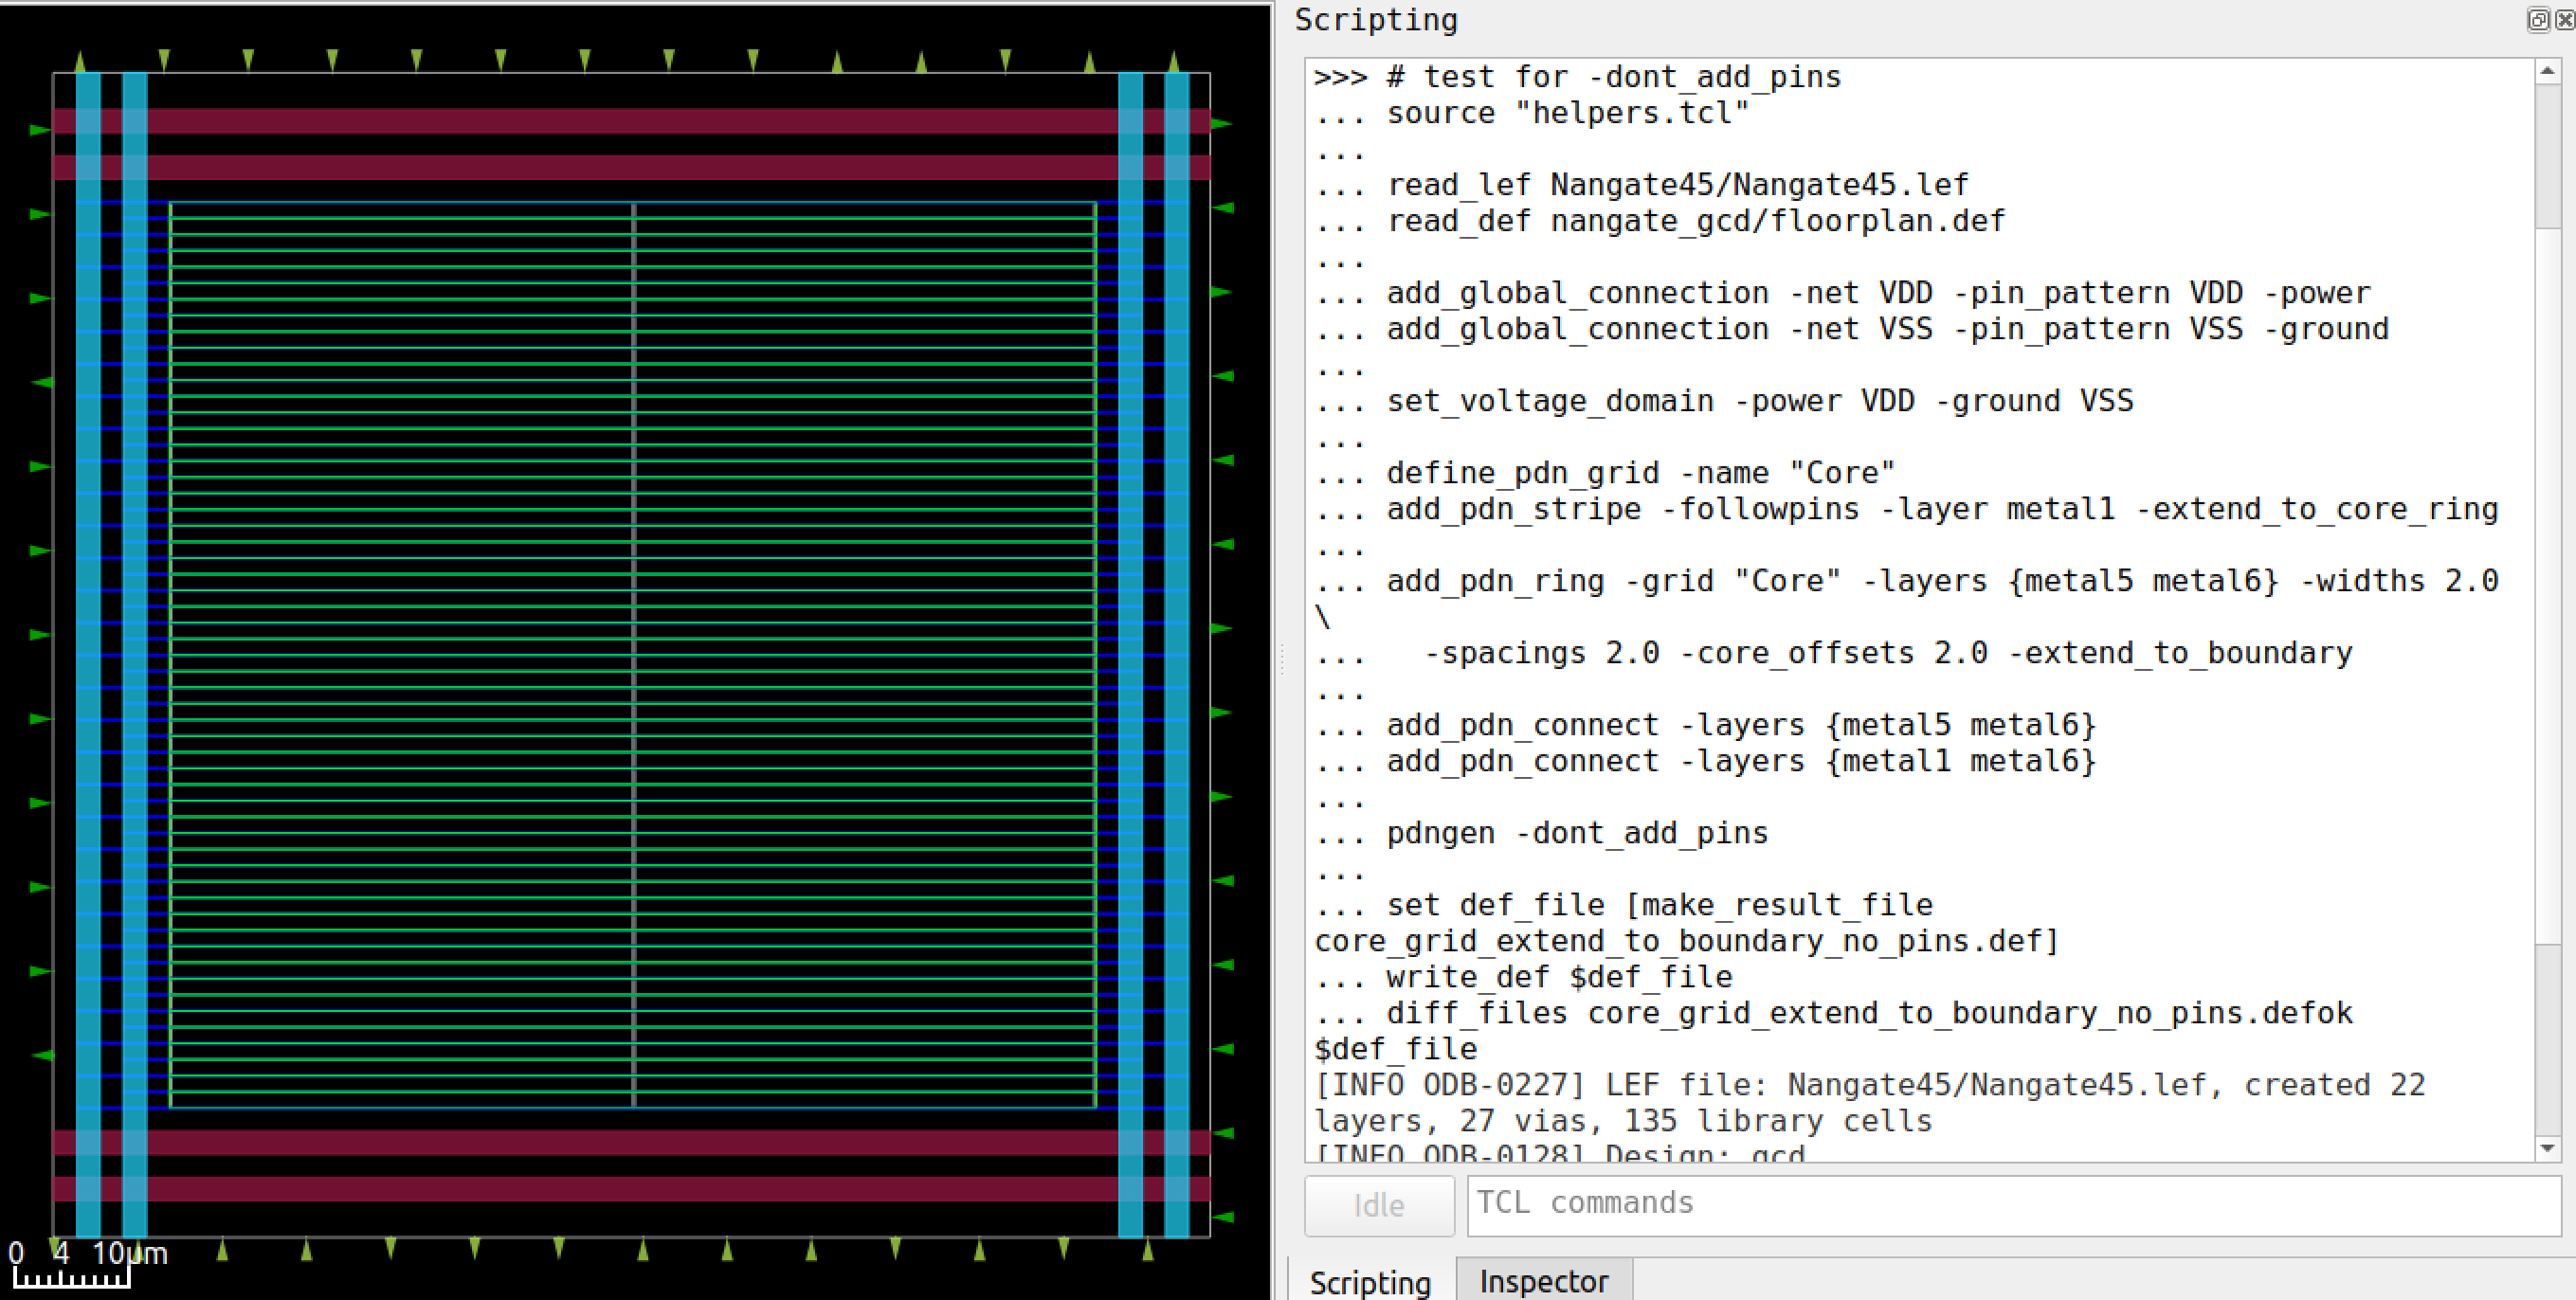 Scripting
>>> # test for -dont_add_pins
... source "helpers.tcl"
...
... read_lef Nangate45/Nangate45.lef
... read_def nangate_gcd/floorplan.def
...
... add_global_connection -net VDD -pin_pattern VDD -power
... add_global_connection -net VSS -pin_pattern VSS -ground
...
... set_voltage_domain -power VDD -ground VSS
...
... define_pdn_grid -name "Core"
... add_pdn_stripe -followpins -layer metal1 -extend_to_core_ring
...
... add_pdn_ring -grid "Core" -layers {metal5 metal6} -widths 2.0
\
...   -spacings 2.0 -core_offsets 2.0 -extend_to_boundary
...
... add_pdn_connect -layers {metal5 metal6}
... add_pdn_connect -layers {metal1 metal6}
...
... pdngen -dont_add_pins
...
... set def_file [make_result_file
core_grid_extend_to_boundary_no_pins.def]
... write_def $def_file
... diff_files core_grid_extend_to_boundary_no_pins.defok
$def_file
[INFO ODB-0227] LEF file: Nangate45/Nangate45.lef, created 22
layers, 27 vias, 135 library cells
[INFO ODB-0128] Design: gcd
Idle
TCL commands
Scripting
Inspector
0 4 10µm